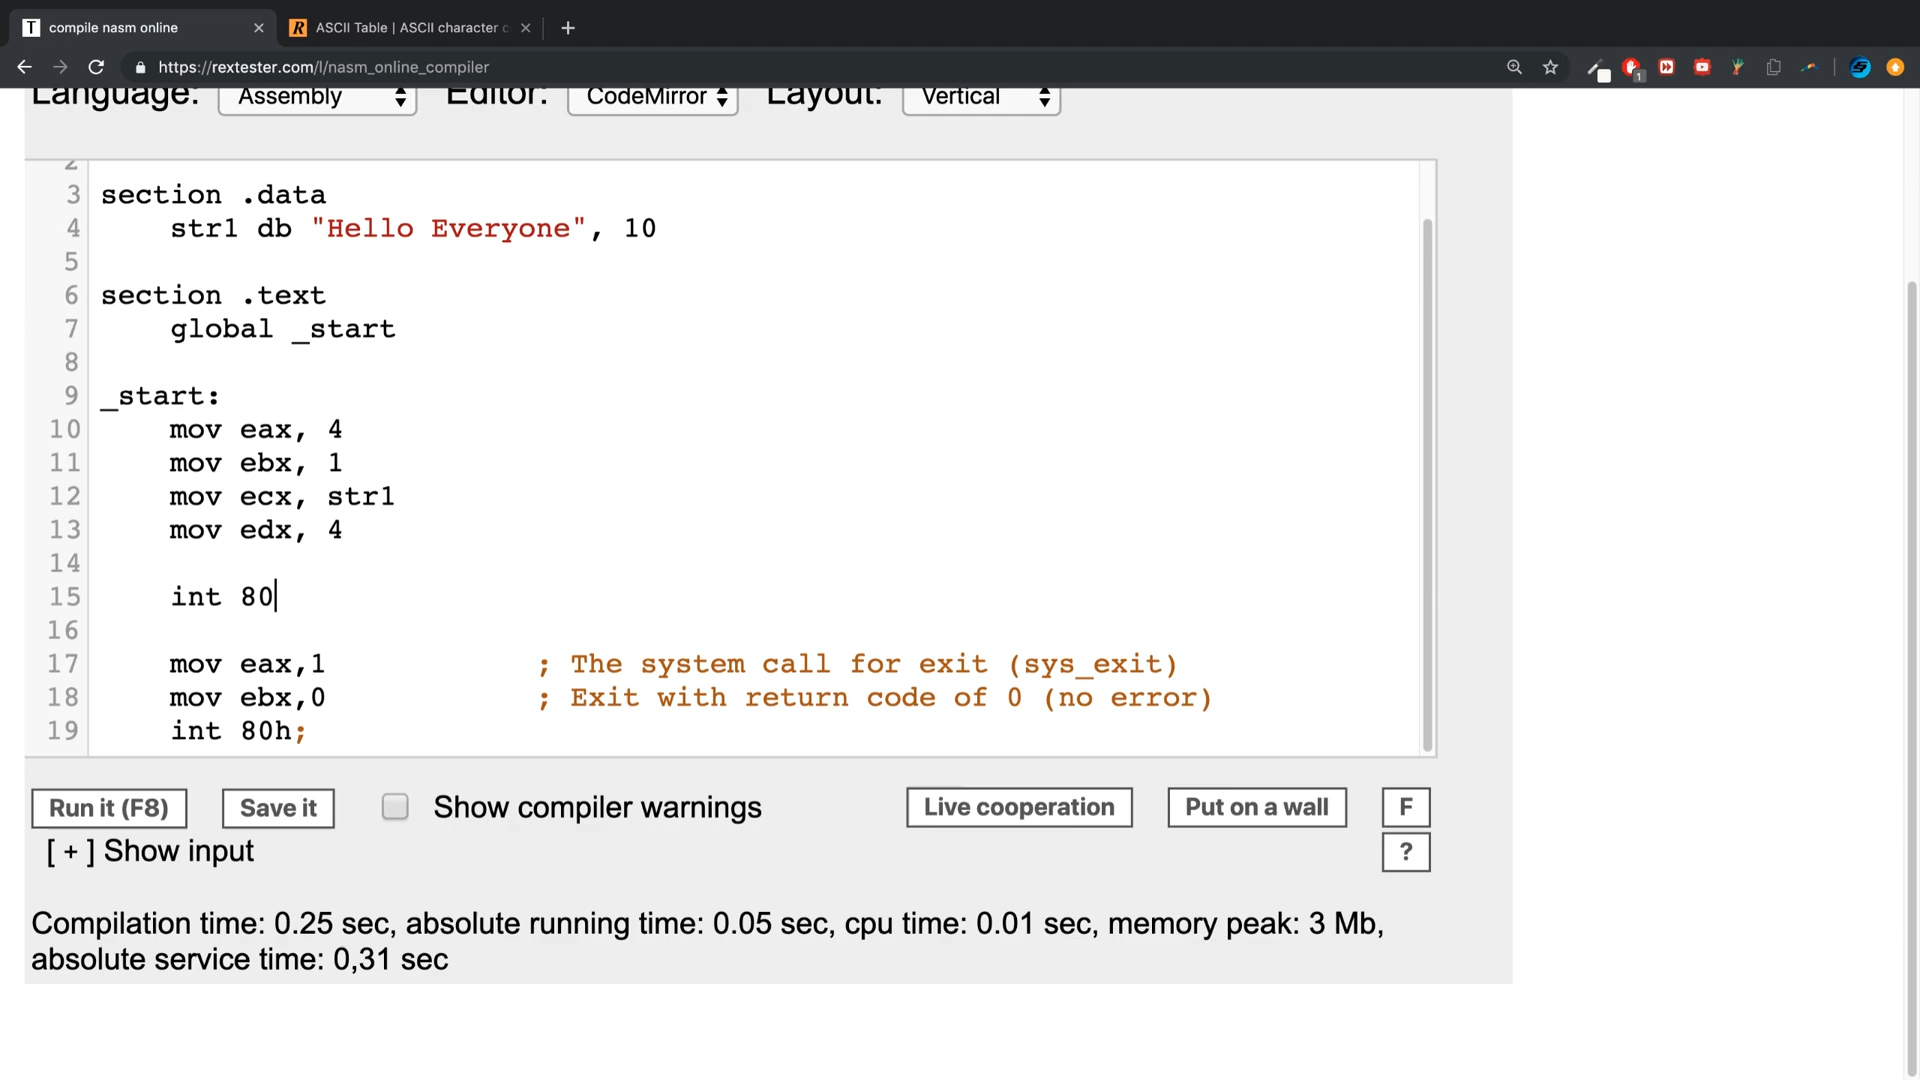 compile nasm online
ASCII Table | ASCII character c
https://rextester.com/l/nasm_online_compiler
1
Language: Assembly Editor: CodeMirror Layout: Vertical
2
3 section .data
4 str1 db "Hello Everyone", 10
5
6 section .text
7 global _start
8
9 _start:
10 mov eax, 4
11 mov ebx, 1
12 mov ecx, str1
13 mov edx, 4
14
15 int 80
16
17 mov eax,1 ; The system call for exit (sys_exit)
18 mov ebx,0 ; Exit with return code of 0 (no error)
19 int 80h;
Run it (F8) Save it Show compiler warnings Live cooperation Put on a wall F
[ + ] Show input ?
Compilation time: 0.25 sec, absolute running time: 0.05 sec, cpu time: 0.01 sec, memory peak: 3 Mb,
absolute service time: 0,31 sec